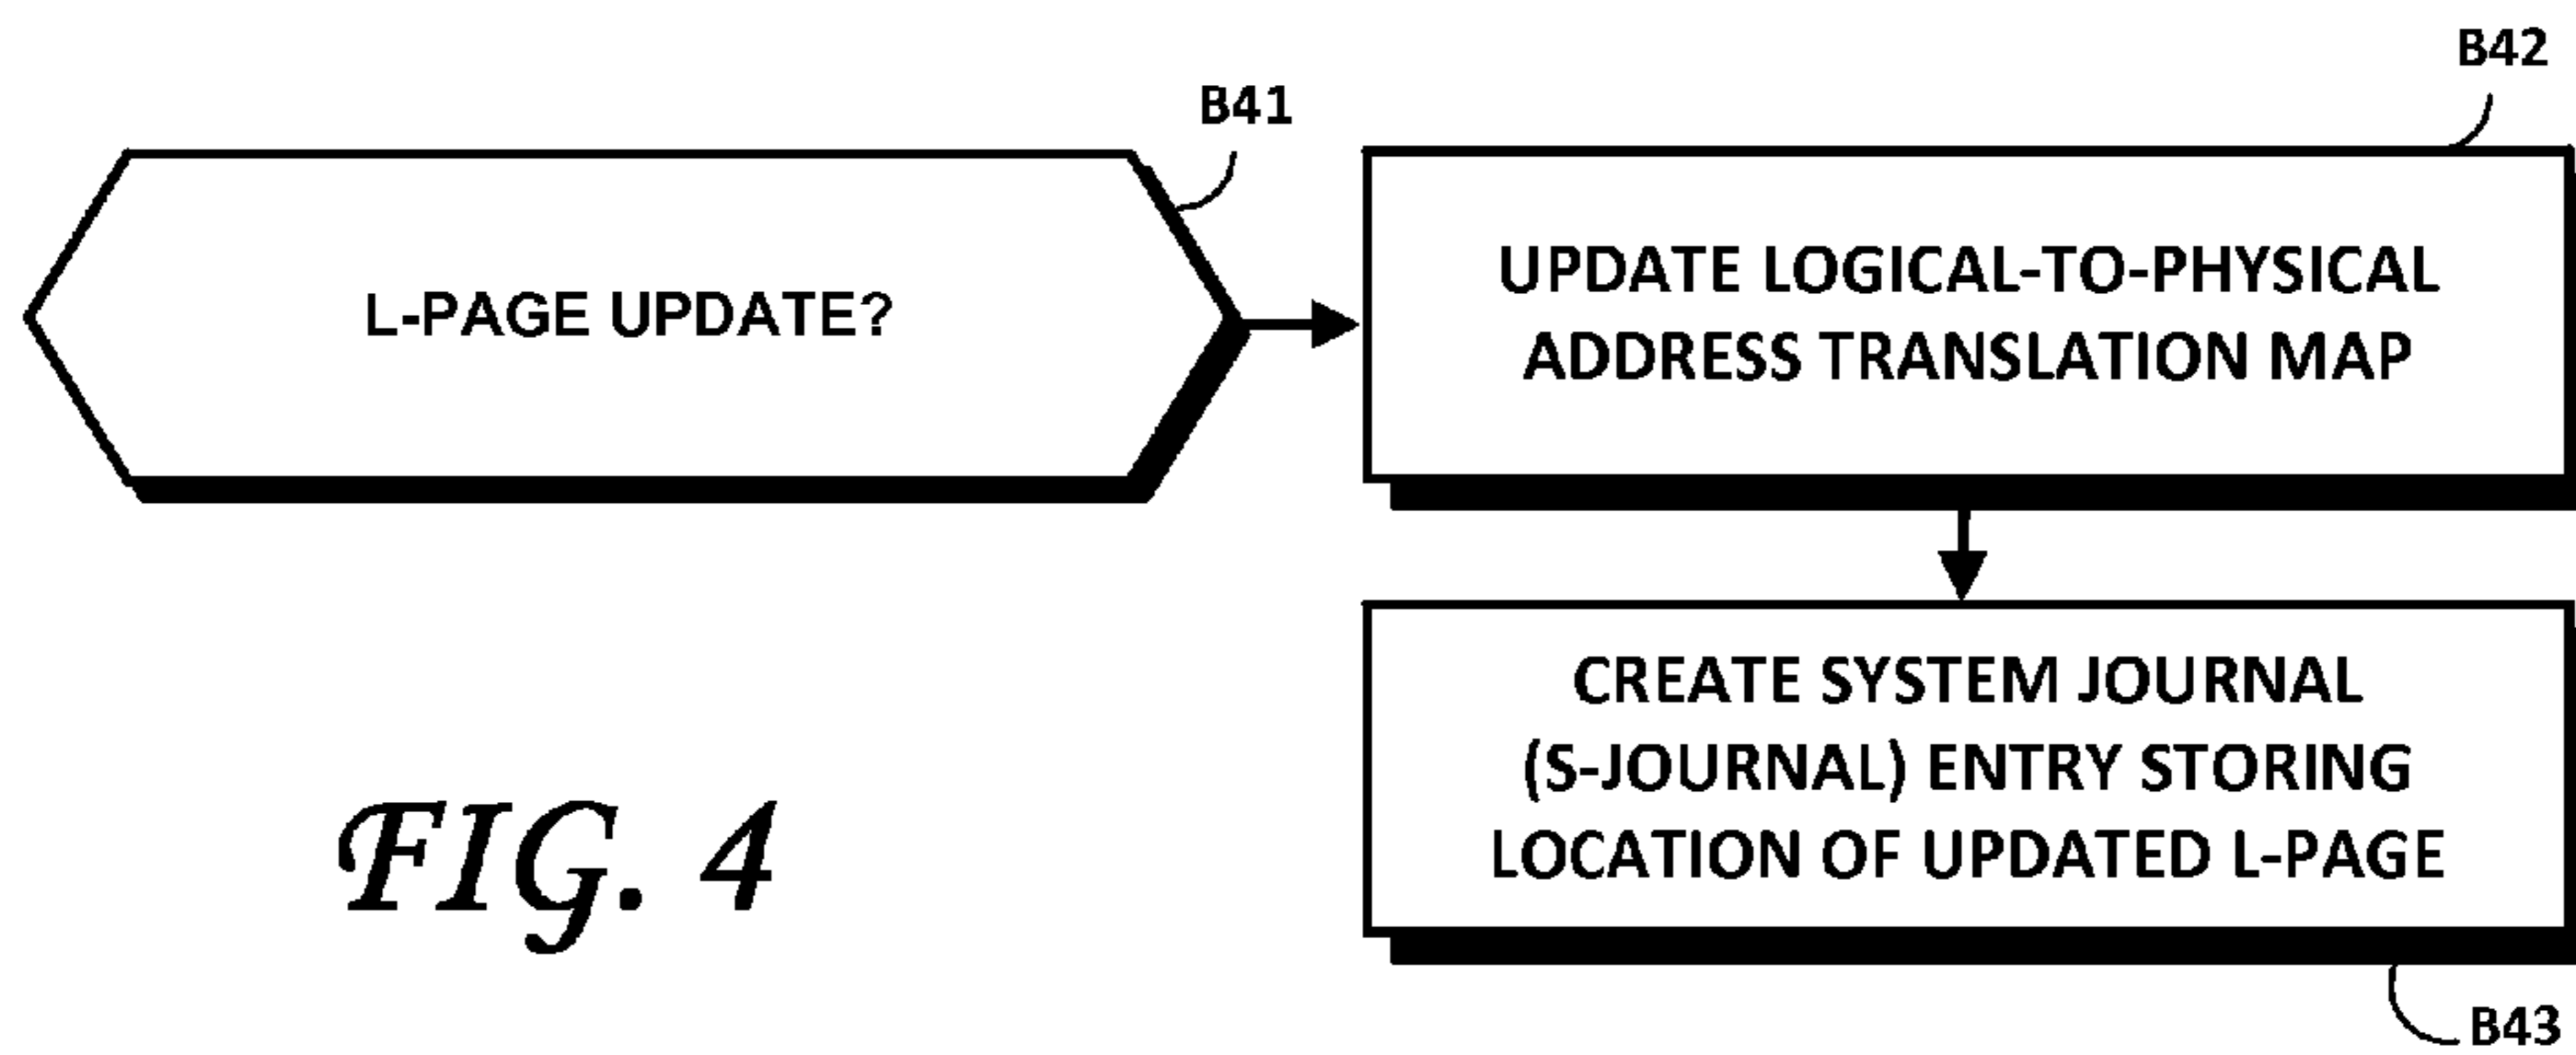 B41
B42
L-PAGE UPDATE?
UPDATE LOGICAL-TO-PHYSICAL
ADDRESS TRANSLATION MAP
CREATE SYSTEM JOURNAL
(S-JOURNAL) ENTRY STORING
LOCATION OF UPDATED L-PAGE
B43
FIG. 4